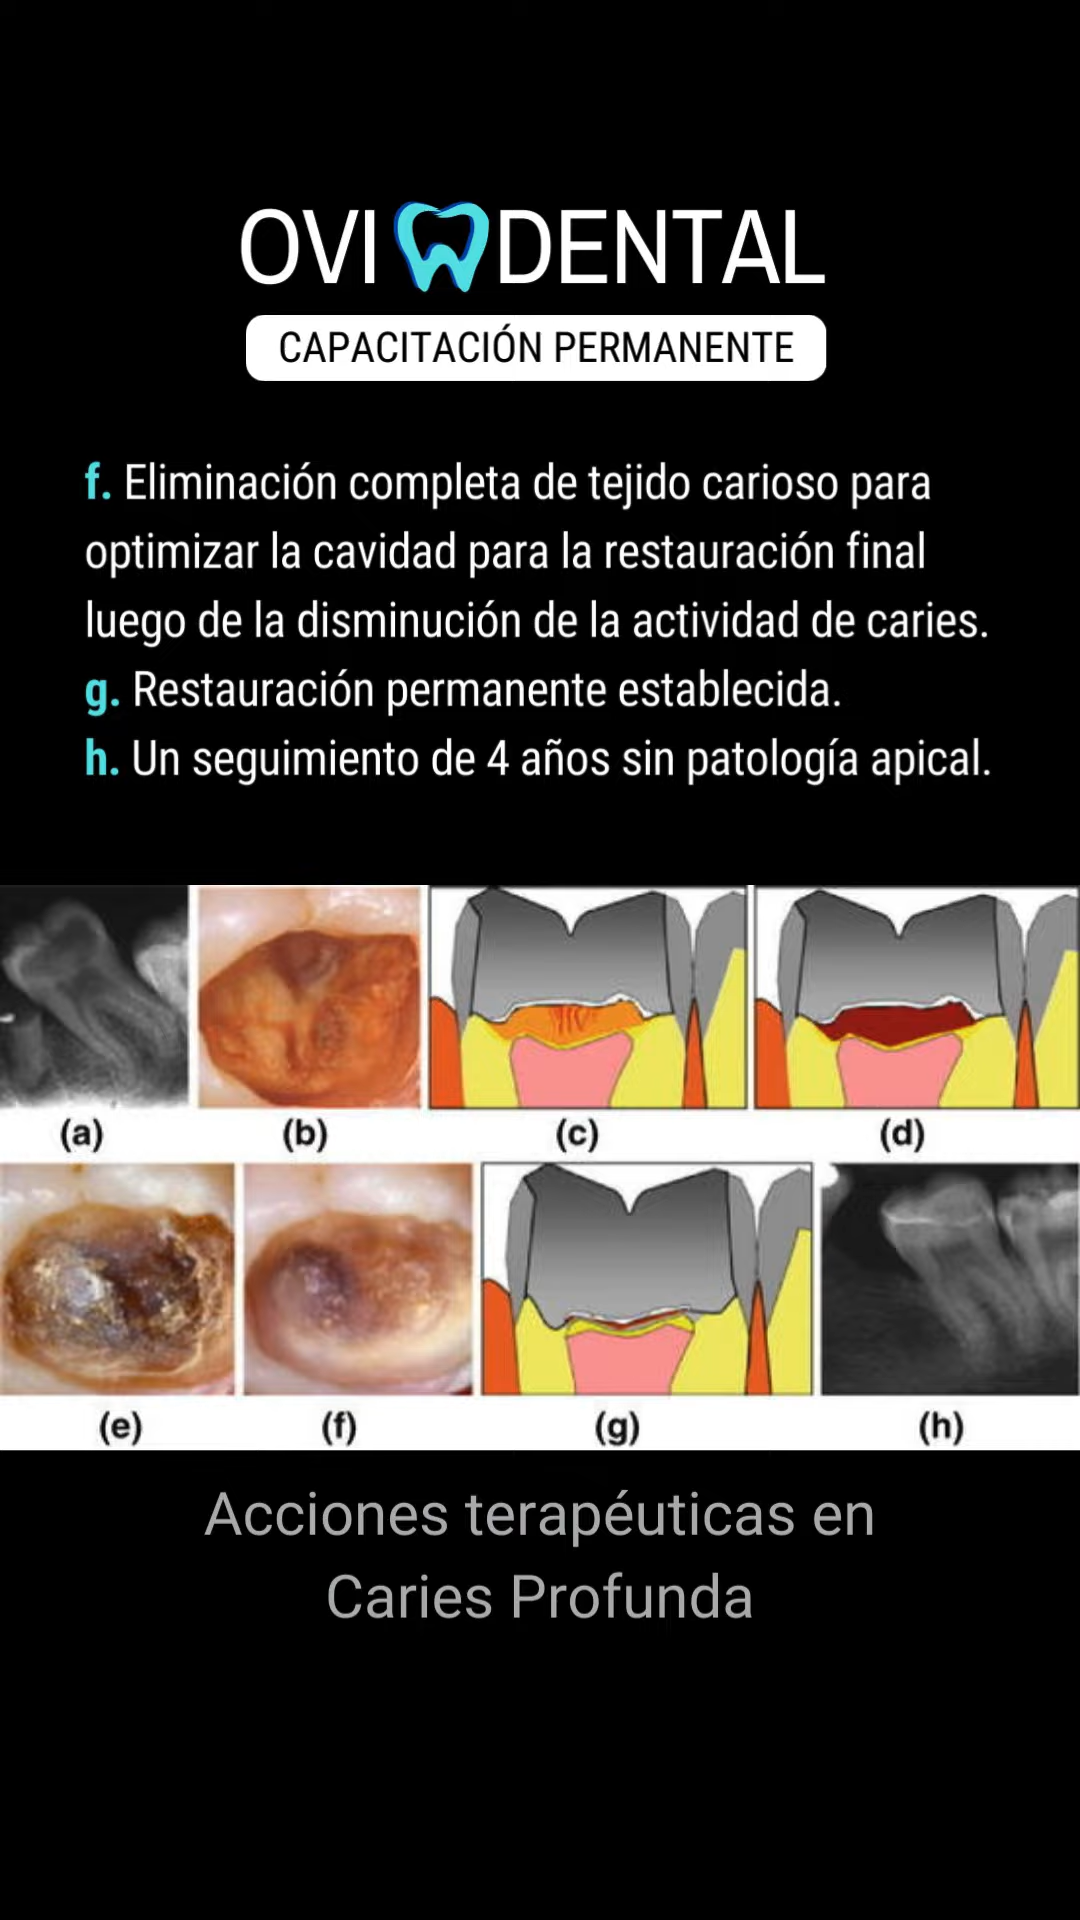 OVI DENTAL
CAPACITACIÓN PERMANENTE
f. Eliminación completa de tejido carioso para
optimizar la cavidad para la restauración final
luego de la disminución de la actividad de caries.
g. Restauración permanente establecida.
h. Un seguimiento de 4 años sin patología apical.
(a) (b) (c) (d)
(e) (f) (g) (h)
Acciones terapéuticas en
Caries Profunda